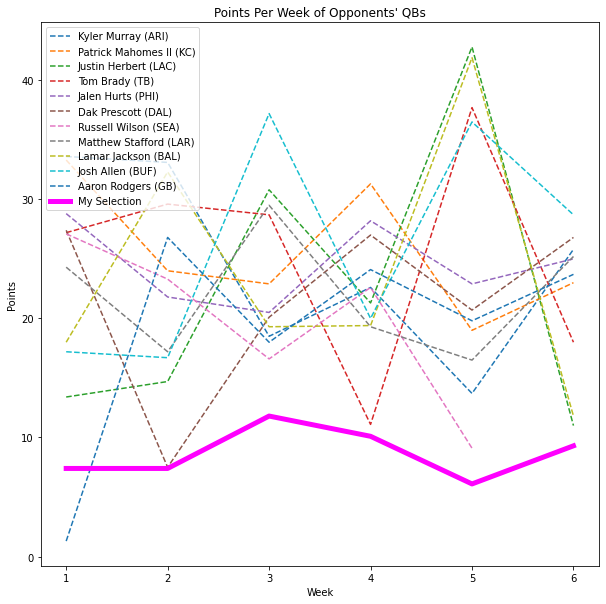 Points Per Week of Opponents' QBs
Kyler Murray (ARI)
Patrick Mahomes II (KC)
Justin Herbert (LAC)
Tom Brady (TB)
Jalen Hurts (PHI)
Dak Prescott (DAL)
Russell Wilson (SEA)
Matthew Stafford (LAR)
Lamar Jackson (BAL)
Josh Allen (BUF)
Aaron Rodgers (GB)
My Selection
40
30
20
10
0
Points
1 2 3 4 5 6
Week